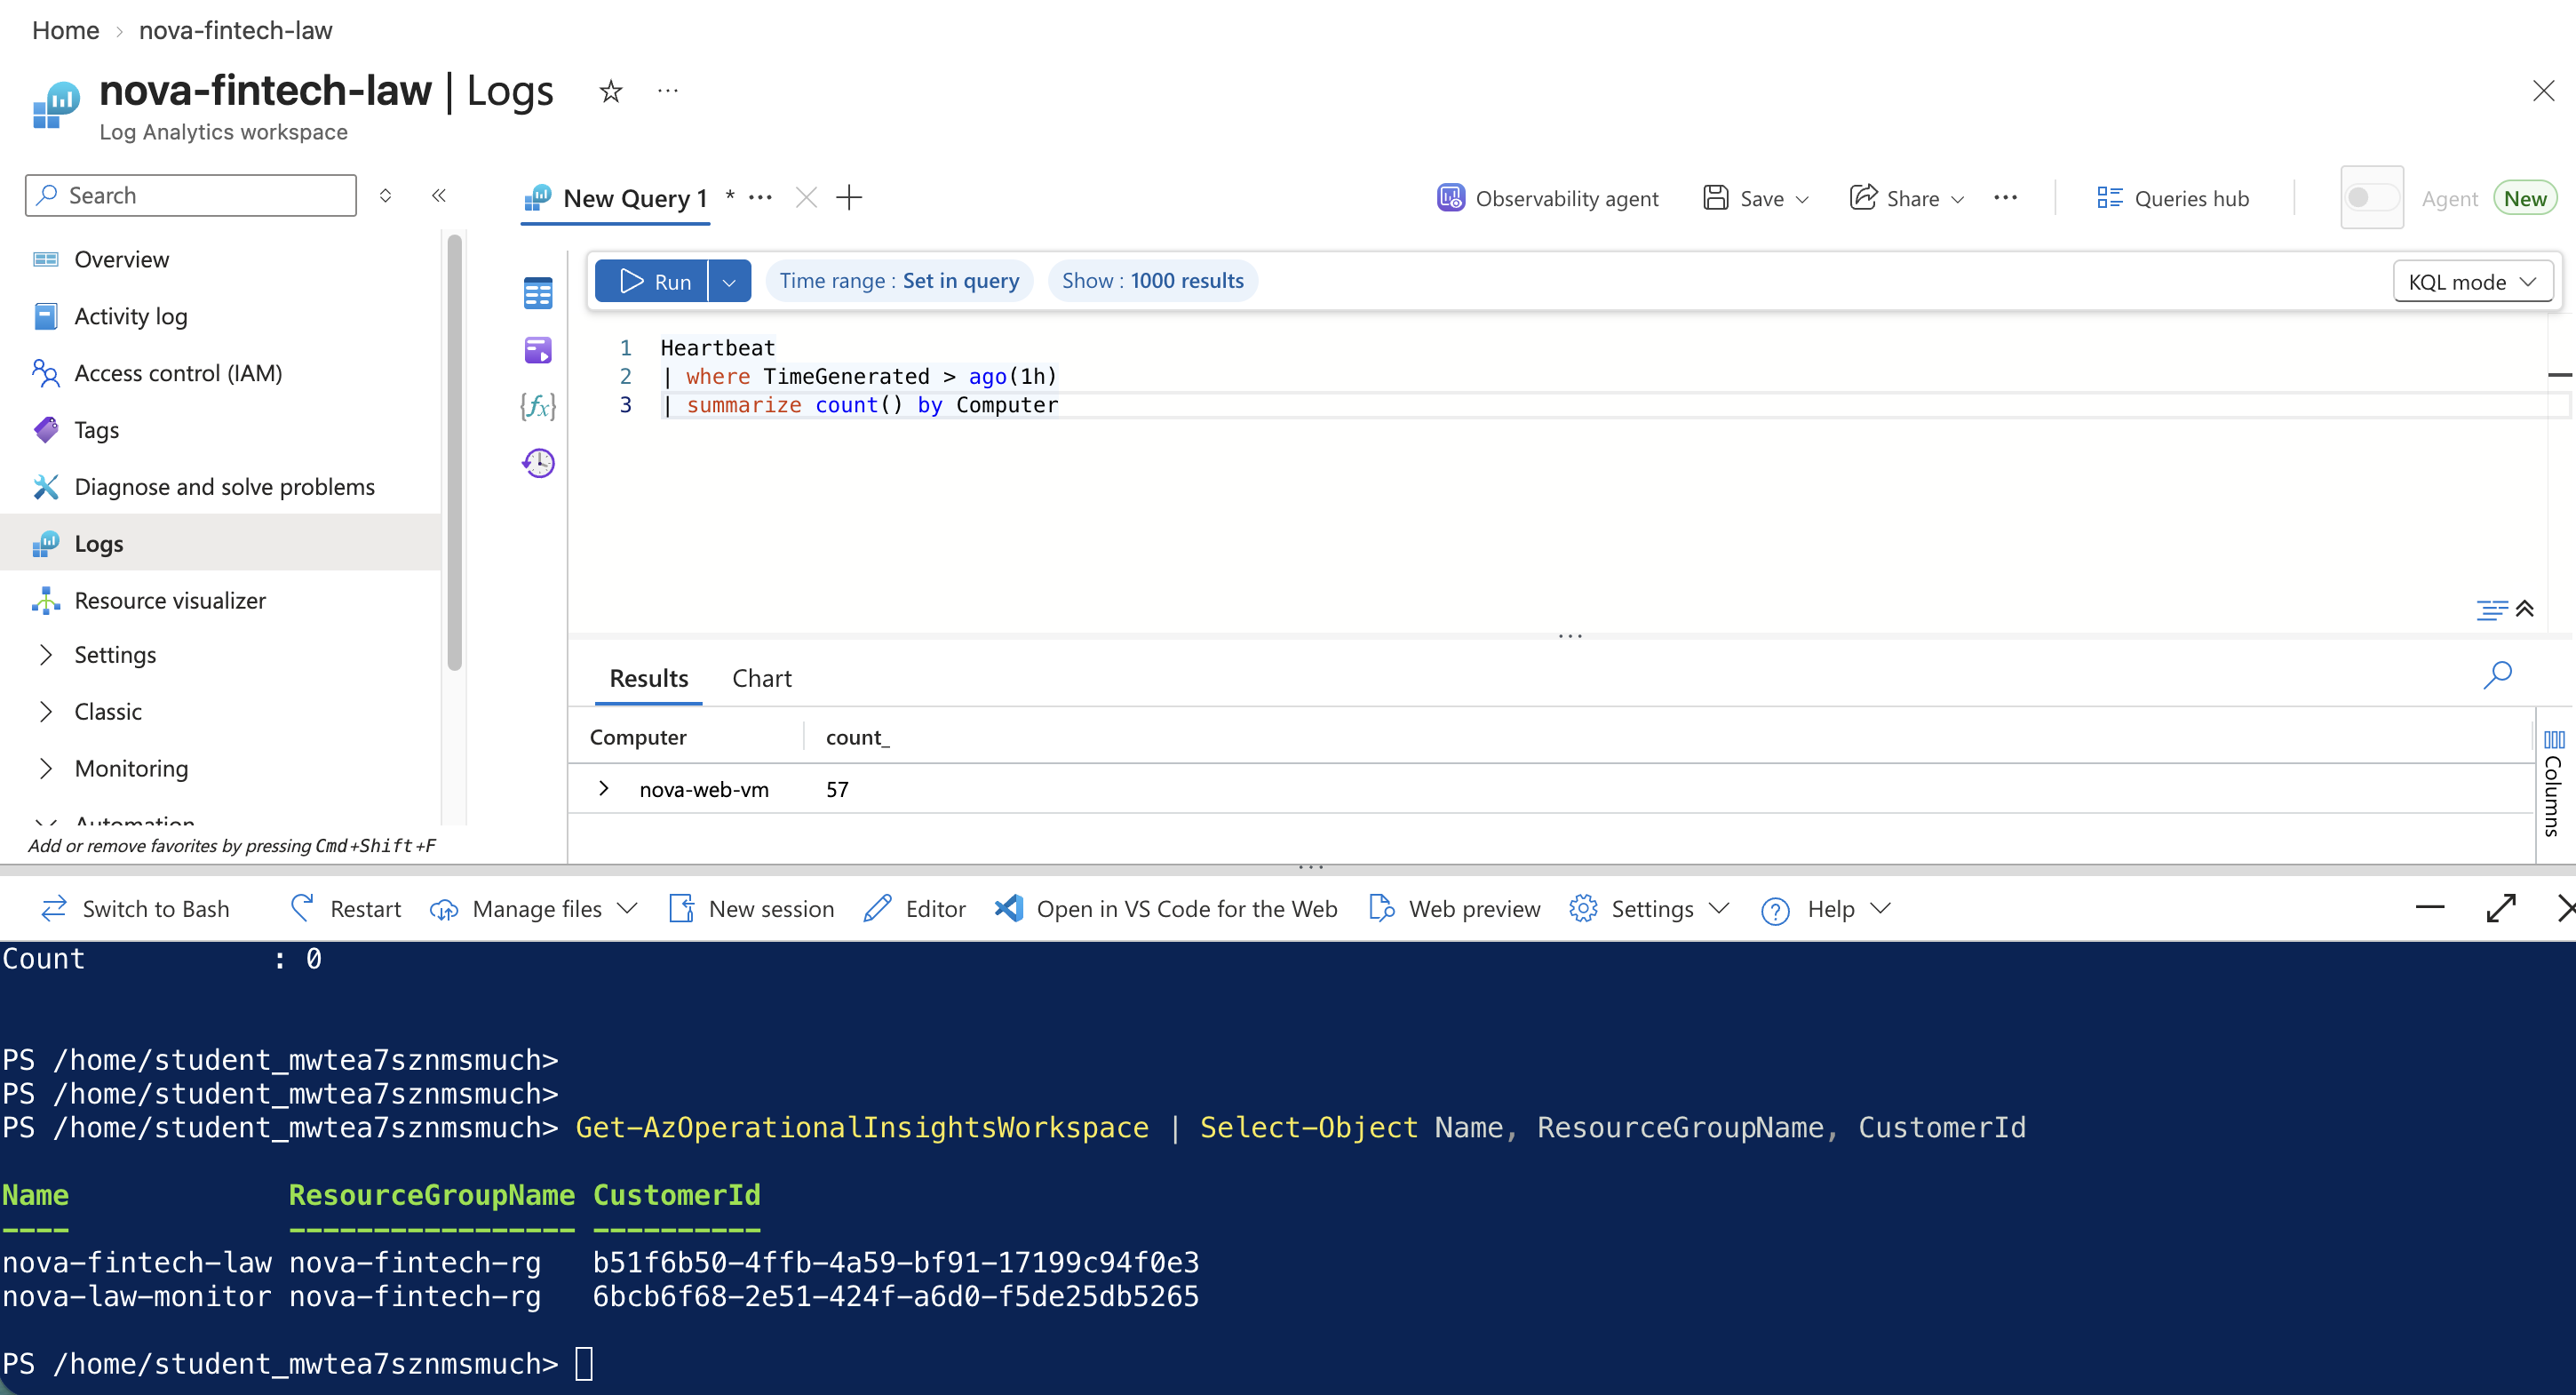 Home > nova-fintech-law
nova-fintech-law | Logs
Log Analytics workspace
Search
Overview
Activity log
Access control (IAM)
Tags
Diagnose and solve problems
Logs
Resource visualizer
Settings
Classic
Monitoring
Automation
Add or remove favorites by pressing Cmd+Shift+F
New Query 1 *
Observability agent
Save
Share
Queries hub
Agent
New
Run
Time range : Set in query
Show : 1000 results
KQL mode
1 Heartbeat
2 | where TimeGenerated > ago(1h)
3 | summarize count() by Computer
Results Chart
Computer count_
nova-web-vm 57
Columns
Switch to Bash Restart Manage files New session Editor Open in VS Code for the Web Web preview Settings Help
Count : 0
PS /home/student_mwtea7sznmsmuch>
PS /home/student_mwtea7sznmsmuch>
PS /home/student_mwtea7sznmsmuch> Get-AzOperationalInsightsWorkspace | Select-Object Name, ResourceGroupName, CustomerId
Name ResourceGroupName CustomerId
---- ----------------- ----------
nova-fintech-law nova-fintech-rg b51f6b50-4ffb-4a59-bf91-17199c94f0e3
nova-law-monitor nova-fintech-rg 6bcb6f68-2e51-424f-a6d0-f5de25db5265
PS /home/student_mwtea7sznmsmuch>